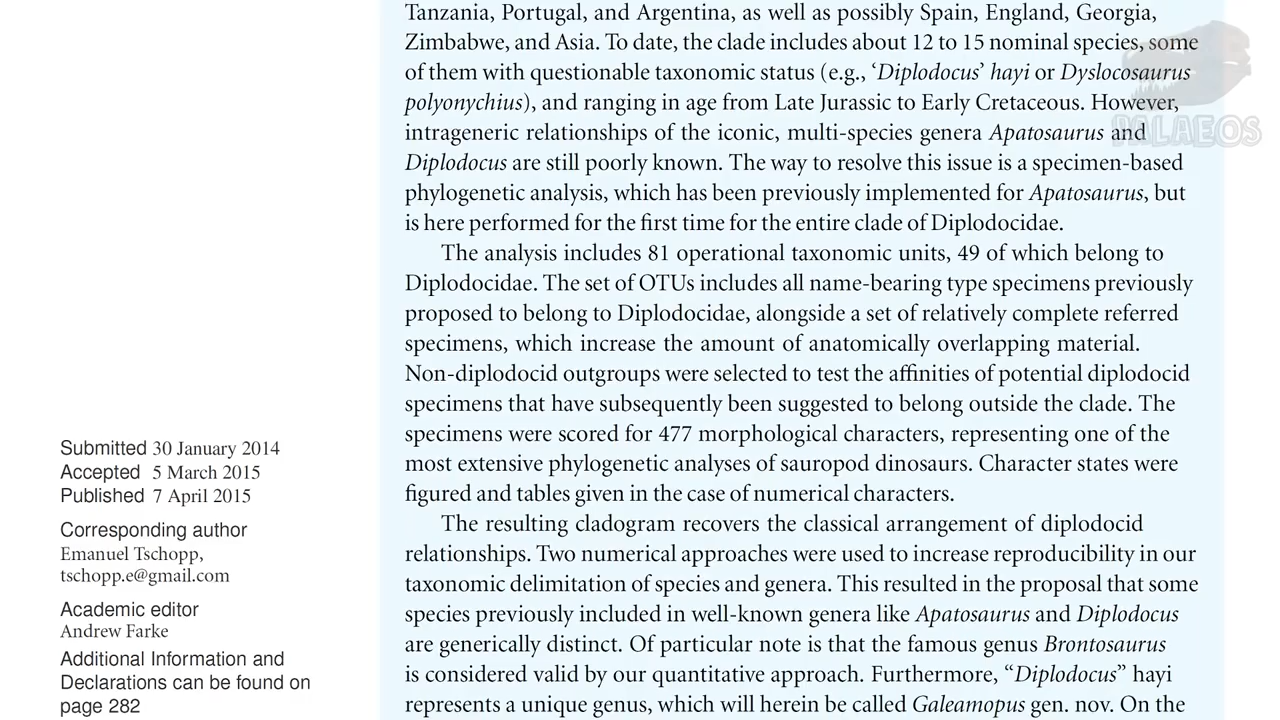 Tanzania, Portugal, and Argentina, as well as possibly Spain, England, Georgia,
Zimbabwe, and Asia. To date, the clade includes about 12 to 15 nominal species, some
of them with questionable taxonomic status (e.g., ‘Diplodocus’ hayi or Dyslocosaurus
polyonychius), and ranging in age from Late Jurassic to Early Cretaceous. However,
intrageneric relationships of the iconic, multi-species genera Apatosaurus and
Diplodocus are still poorly known. The way to resolve this issue is a specimen-based
phylogenetic analysis, which has been previously implemented for Apatosaurus, but
is here performed for the first time for the entire clade of Diplodocidae.
The analysis includes 81 operational taxonomic units, 49 of which belong to
Diplodocidae. The set of OTUs includes all name-bearing type specimens previously
proposed to belong to Diplodocidae, alongside a set of relatively complete referred
specimens, which increase the amount of anatomically overlapping material.
Non-diplodocid outgroups were selected to test the affinities of potential diplodocid
specimens that have subsequently been suggested to belong outside the clade. The
specimens were scored for 477 morphological characters, representing one of the
most extensive phylogenetic analyses of sauropod dinosaurs. Character states were
figured and tables given in the case of numerical characters.
The resulting cladogram recovers the classical arrangement of diplodocid
relationships. Two numerical approaches were used to increase reproducibility in our
taxonomic delimitation of species and genera. This resulted in the proposal that some
species previously included in well-known genera like Apatosaurus and Diplodocus
are generically distinct. Of particular note is that the famous genus Brontosaurus
is considered valid by our quantitative approach. Furthermore, “Diplodocus” hayi
represents a unique genus, which will herein be called Galeamopus gen. nov. On the
Submitted 30 January 2014
Accepted 5 March 2015
Published 7 April 2015
Corresponding author
Emanuel Tschopp,
tschopp.e@gmail.com
Academic editor
Andrew Farke
Additional Information and
Declarations can be found on
page 282
PALAEOS